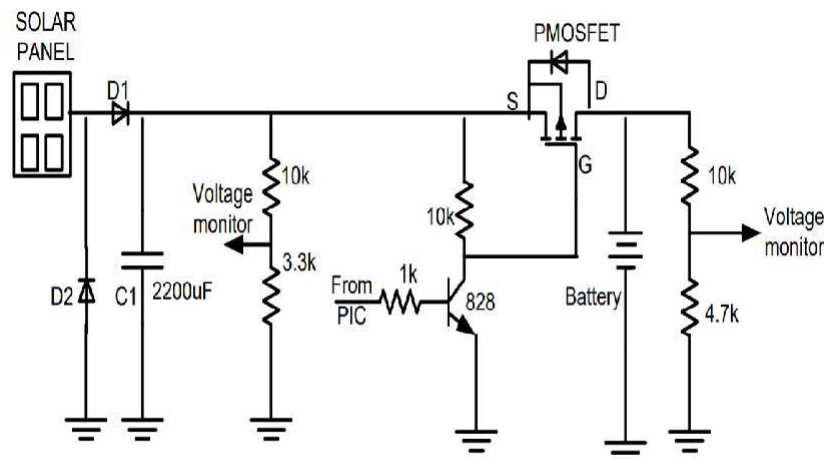 SOLAR
PANEL
PMOSFET
D1
S
D
G
10k
Voltage
monitor
10k
10k
Voltage
monitor
3.3k
From
PIC
1k
828
Battery
4.7k
D2
C1
2200uF